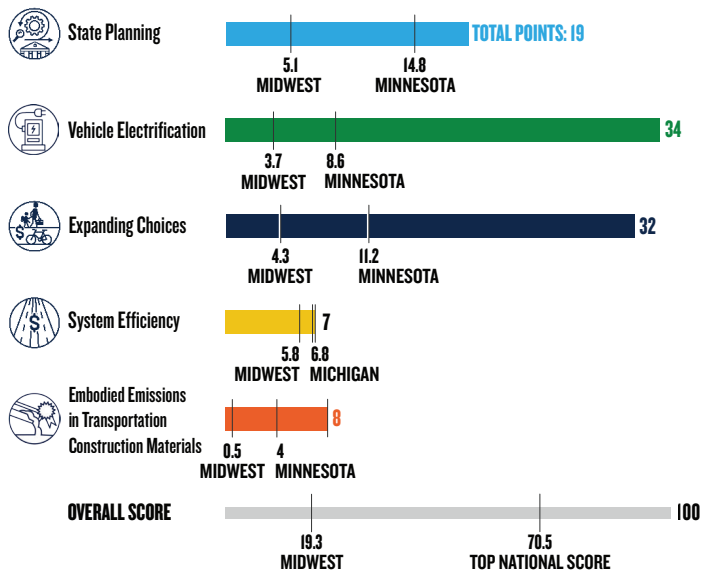 State Planning
TOTAL POINTS: 19
5.1 14.8
MIDWEST MINNESOTA
Vehicle Electrification
34
3.7 8.6
MIDWEST MINNESOTA
$
Expanding Choices
32
4.3 11.2
MIDWEST MINNESOTA
$
System Efficiency
7
5.8 6.8
MIDWEST MICHIGAN
Embodied Emissions
in Transportation
Construction Materials
8
0.5 4
MIDWEST MINNESOTA
OVERALL SCORE
100
19.3 70.5
MIDWEST TOP NATIONAL SCORE